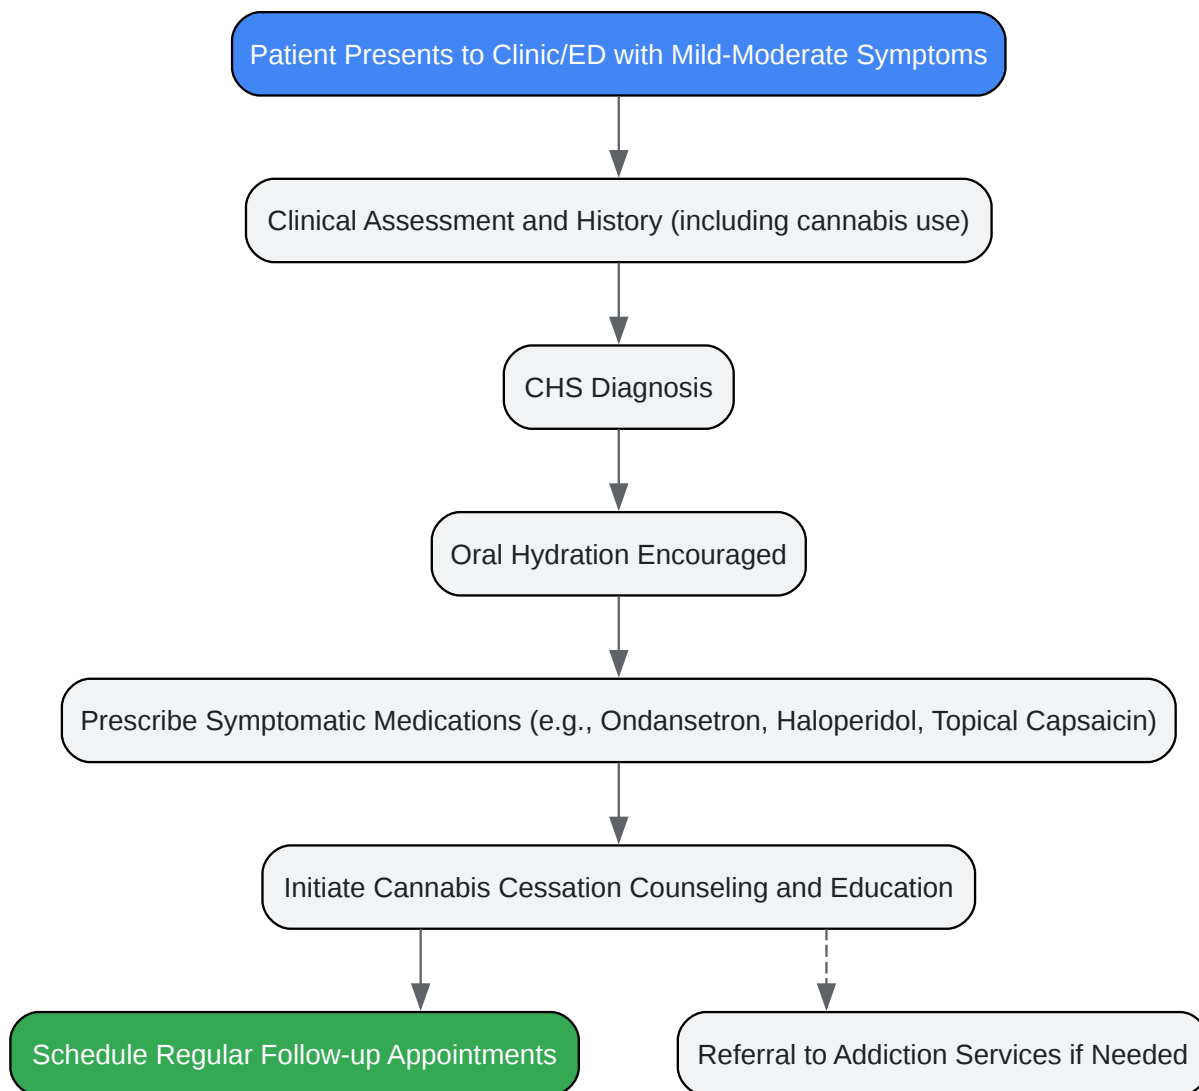 Patient Presents to Clinic/ED with Mild-Moderate Symptoms
Clinical Assessment and History (including cannabis use)
CHS Diagnosis
Oral Hydration Encouraged
Prescribe Symptomatic Medications (e.g., Ondansetron, Haloperidol, Topical Capsaicin)
Initiate Cannabis Cessation Counseling and Education
Schedule Regular Follow-up Appointments
Referral to Addiction Services if Needed